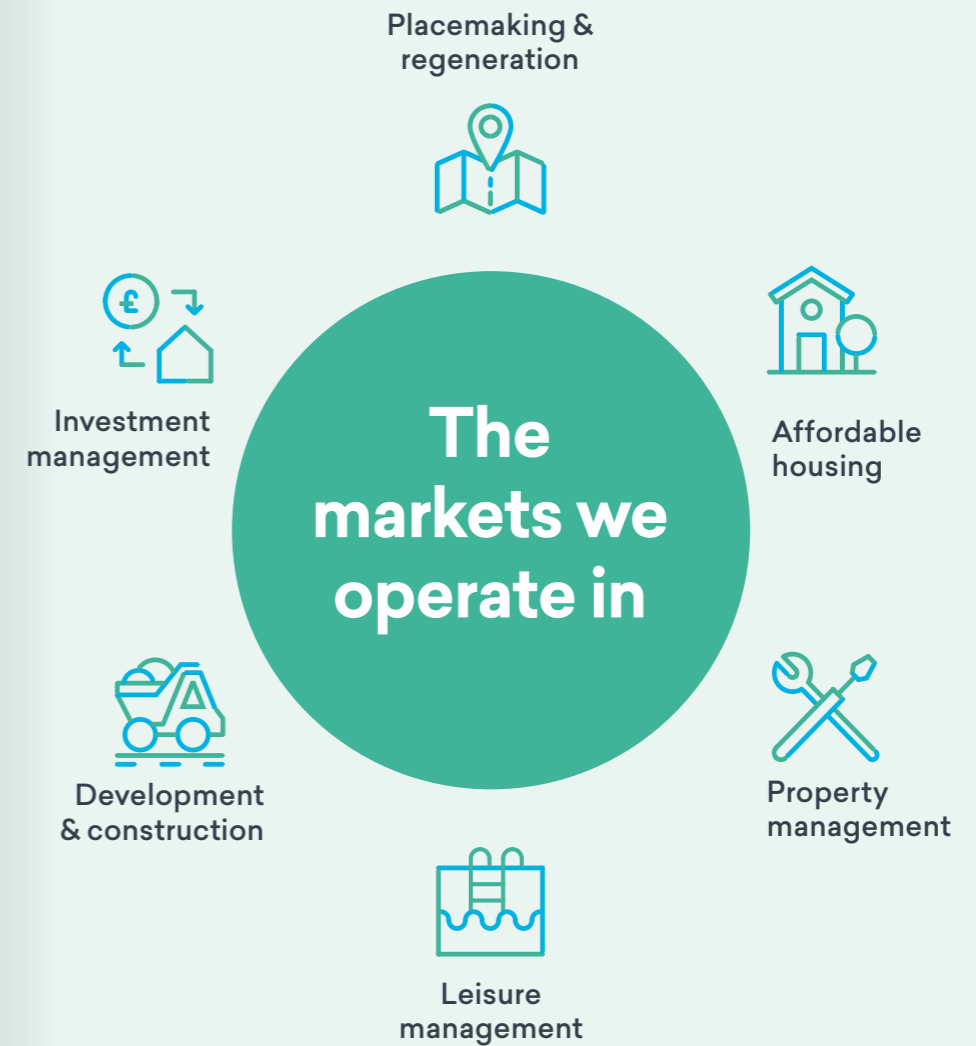 Placemaking &
regeneration
£
Investment
management
Affordable
housing
The
markets we
operate in
Development
& construction
Property
management
Leisure
management